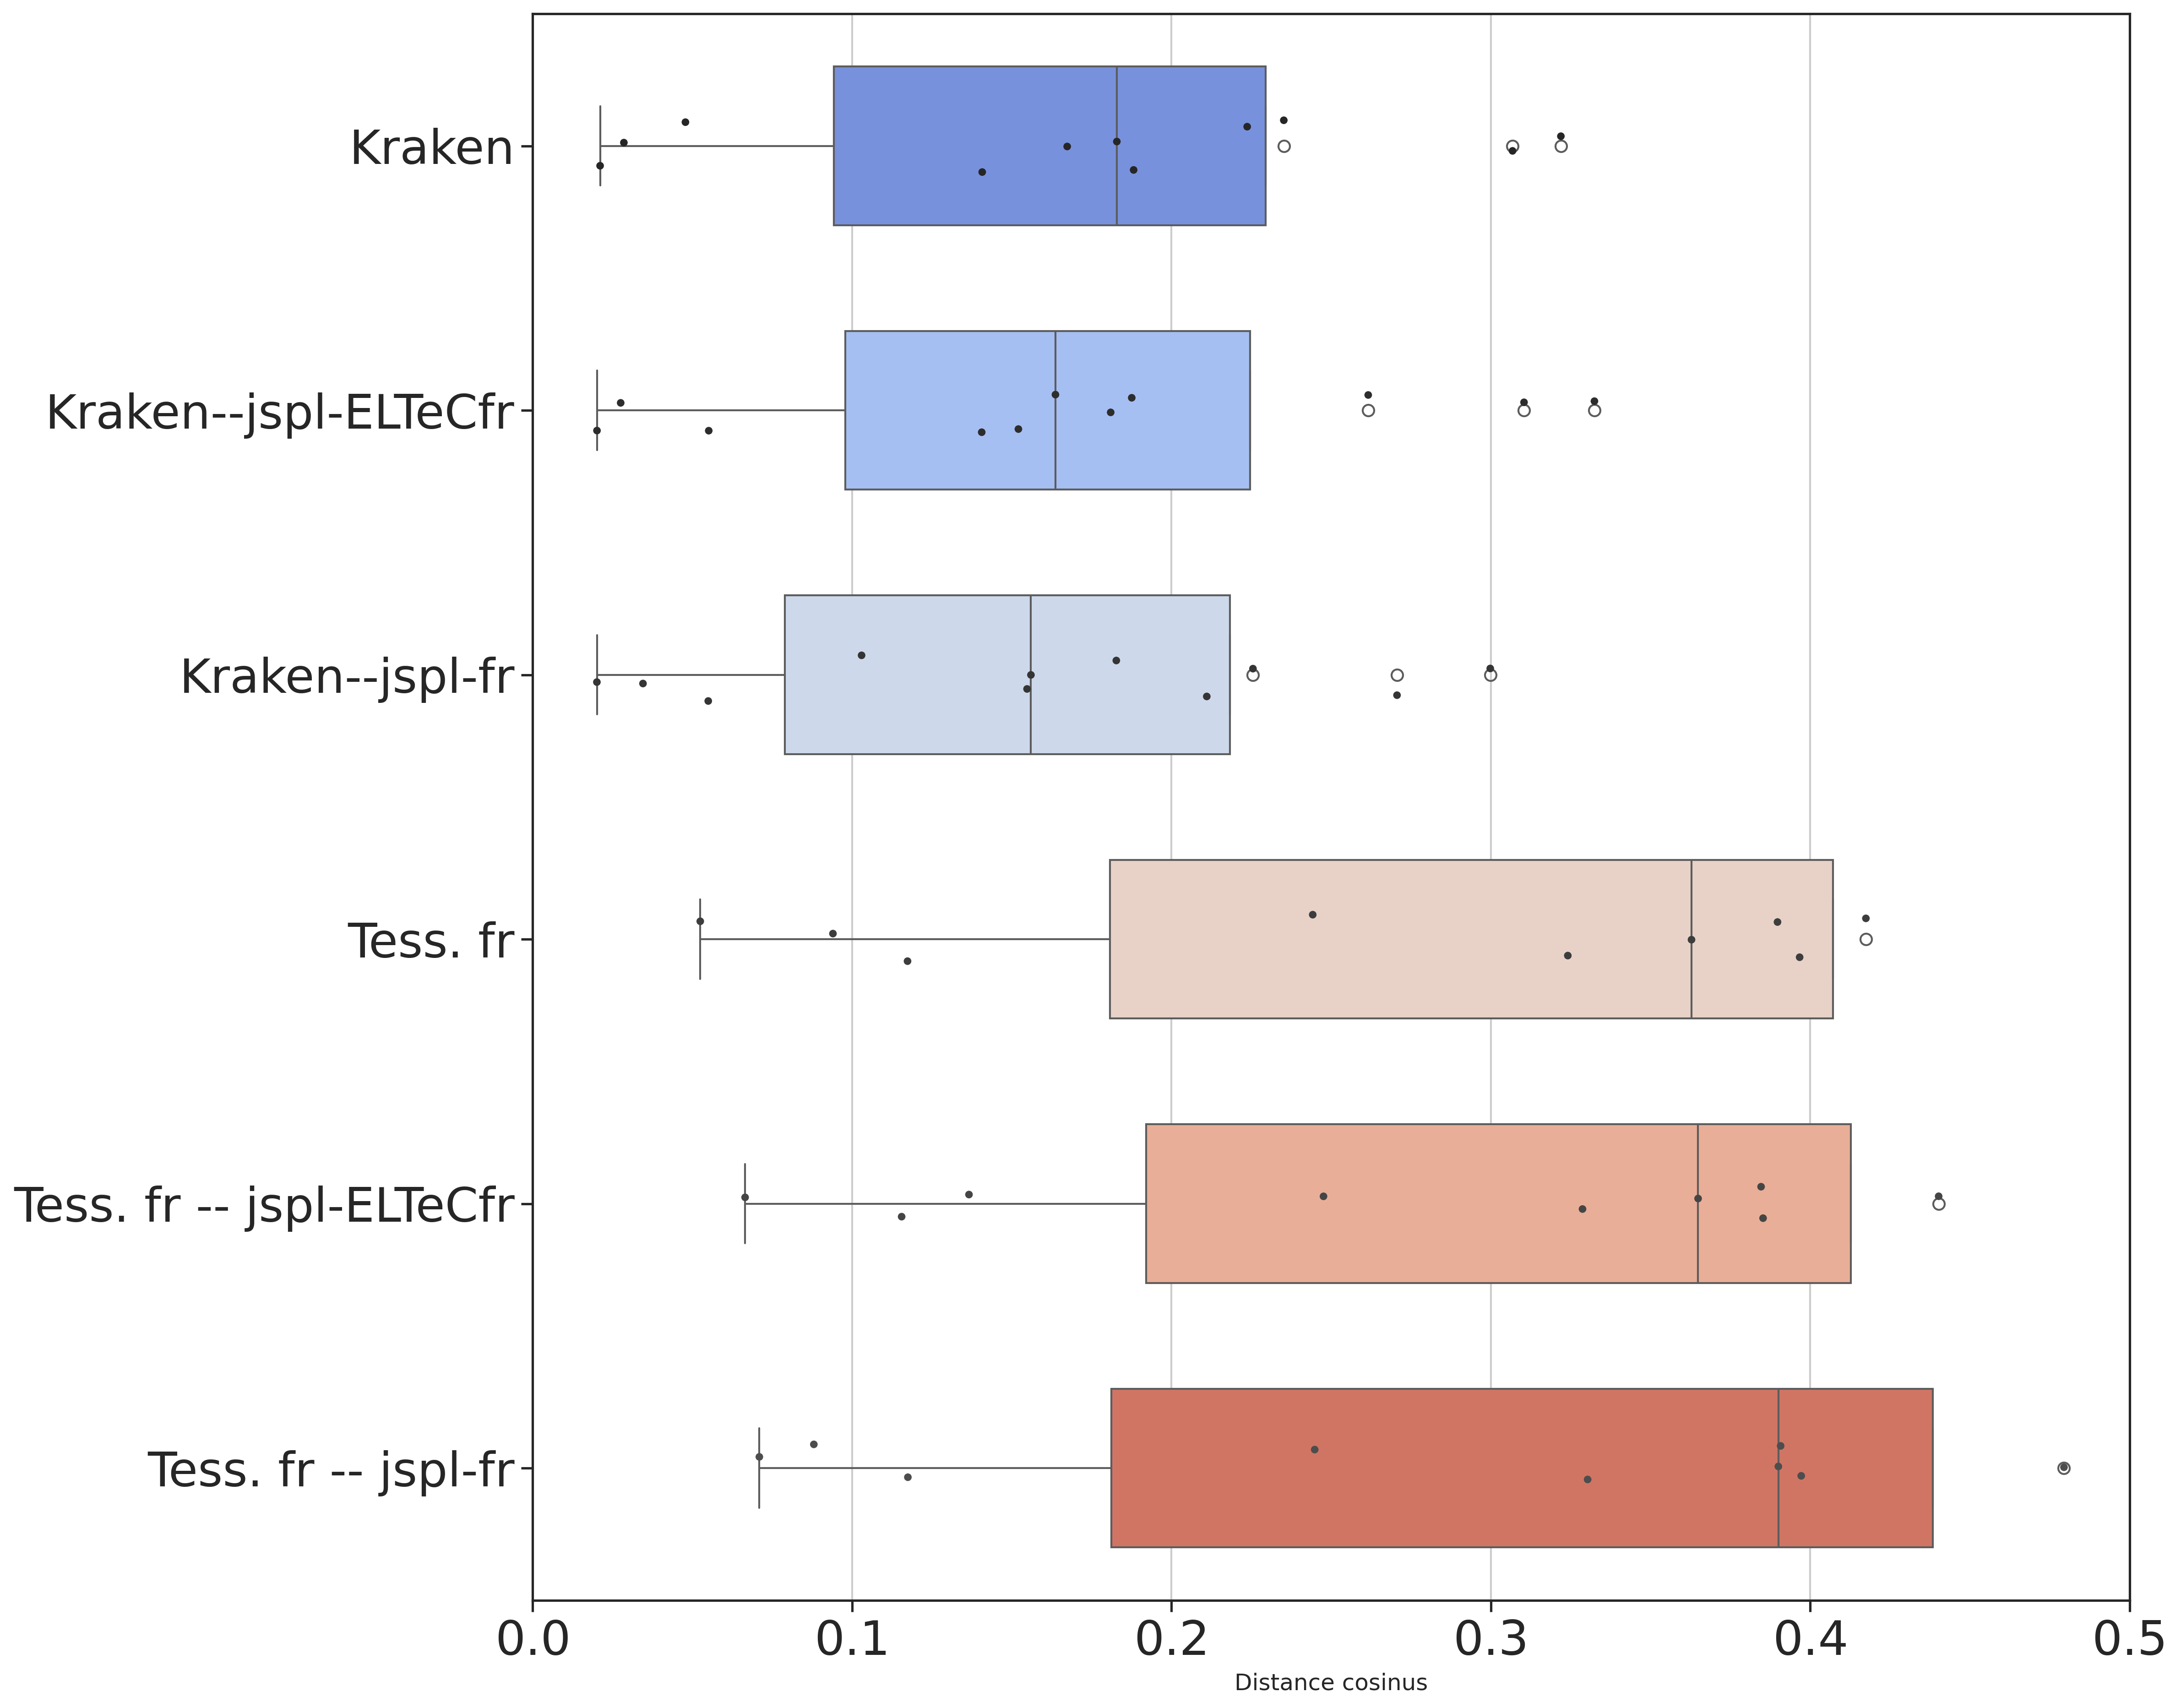 Kraken
Kraken--jspl-ELTeCfr
Kraken--jspl-fr
Tess. fr
Tess. fr -- jspl-ELTeCfr
Tess. fr -- jspl-fr
0.0 0.1 0.2 0.3 0.4 0.5
Distance cosinus